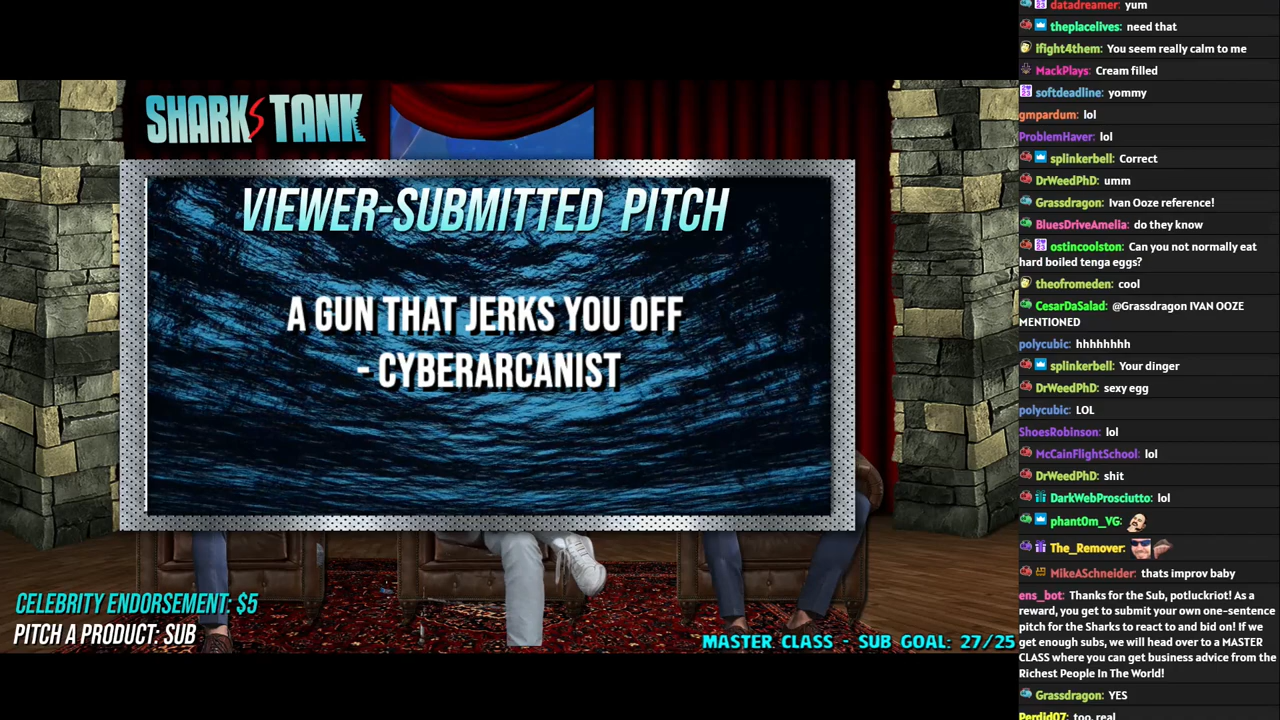 SHARKS TANK
VIEWER-SUBMITTED PITCH
A GUN THAT JERKS YOU OFF
- CYBERARCANIST
CELEBRITY ENDORSEMENT: $5
PITCH A PRODUCT: SUB
MASTER CLASS - SUB GOAL: 27/25
datadreamer: yum
theplacelives: need that
ifight4them: You seem really calm to me
MackPlays: Cream filled
softdeadline: yommy
gmpardum: lol
ProblemHaver: lol
splinkerbell: Correct
DrWeedPhD: umm
Grassdragon: Ivan Ooze reference!
BluesDriveAmelia: do they know
ostincoolston: Can you not normally eat
hard boiled tenga eggs?
theofromeden: cool
CesarDaSalad: @Grassdragon IVAN OOZE
MENTIONED
polycubic: hhhhhhhh
splinkerbell: Your dinger
DrWeedPhD: sexy egg
polycubic: LOL
ShoesRobinson: lol
McCainFlightSchool: lol
DrWeedPhD: shit
DarkWebProsciutto: lol
phant0m_VG:
The_Remover:
MikeASchneider: thats improv baby
ens_bot: Thanks for the Sub, potluckriot! As a
reward, you get to submit your own one-sentence
pitch for the Sharks to react to and bid on! If we
get enough subs, we will head over to a MASTER
CLASS where you can get business advice from the
Richest People In The World!
Grassdragon: YES
Perdid07: too, real